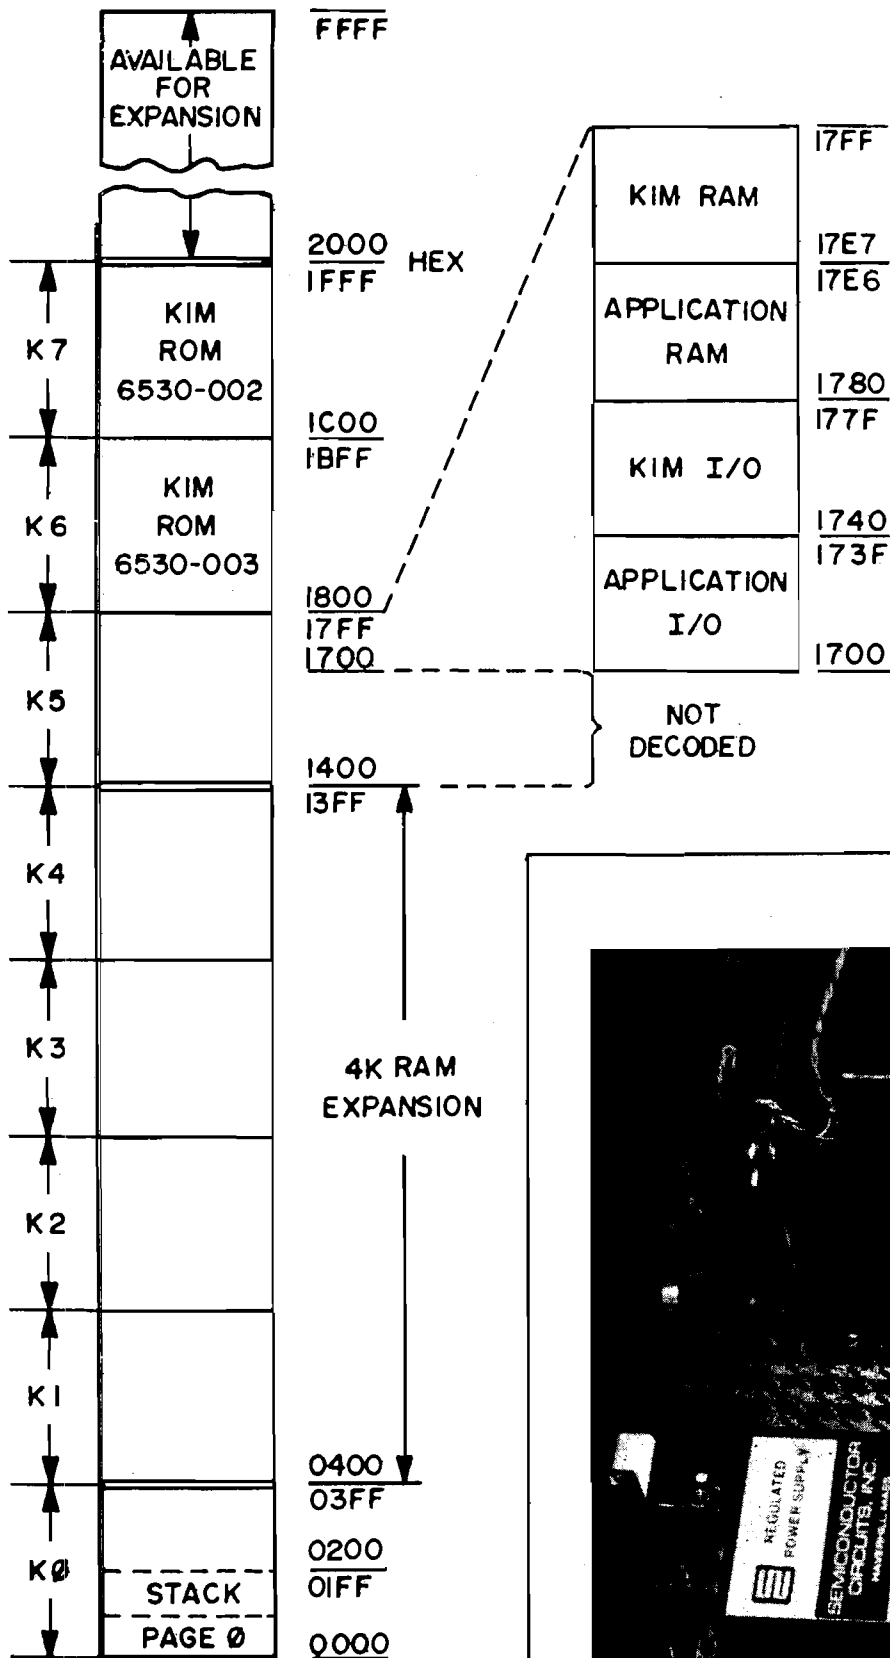 FFFF
AVAILABLE
FOR
EXPANSION
2000
1FFF
HEX
K7
KIM
ROM
6530-002
1C00
1BFF
K6
KIM
ROM
6530-003
1800
17FF
1700
K5
1400
13FF
K4
K3
4K RAM
EXPANSION
K2
K1
0400
03FF
KØ
0200
01FF
STACK
PAGE Ø
0000
17FF
KIM RAM
17E7
17E6
APPLICATION
RAM
1780
177F
KIM I/O
1740
173F
APPLICATION
I/O
1700
NOT
DECODED
REGULATED
POWER SUPPLY
SEMICONDUCTOR
CIRCUITS, INC.
HAVERHILL, MASS